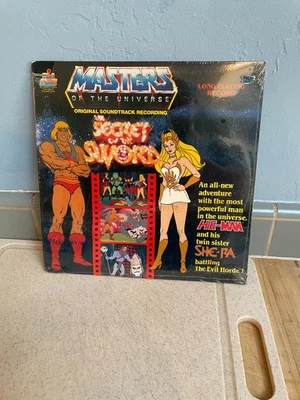 MASTERS
OF THE UNIVERSE
ORIGINAL SOUNDTRACK RECORDING
LONG PLAYING
RECORD
THE
SECRET
OF THE
SWORD
An all-new
adventure
with the most
powerful man
in the universe,
HE-MAN
and his
twin sister
SHE-RA
battling
The Evil Horde!